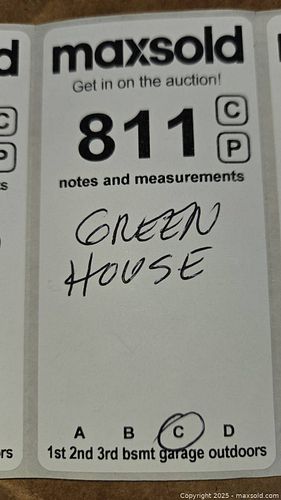 d
maxsold
Get in on the auction!
C
811
C
P
P
s
notes and measurements
GREEN
HOUSE
A B C D
rs
1st 2nd 3rd bsmt garage outdoors
Copyright 2025 - maxsold.com